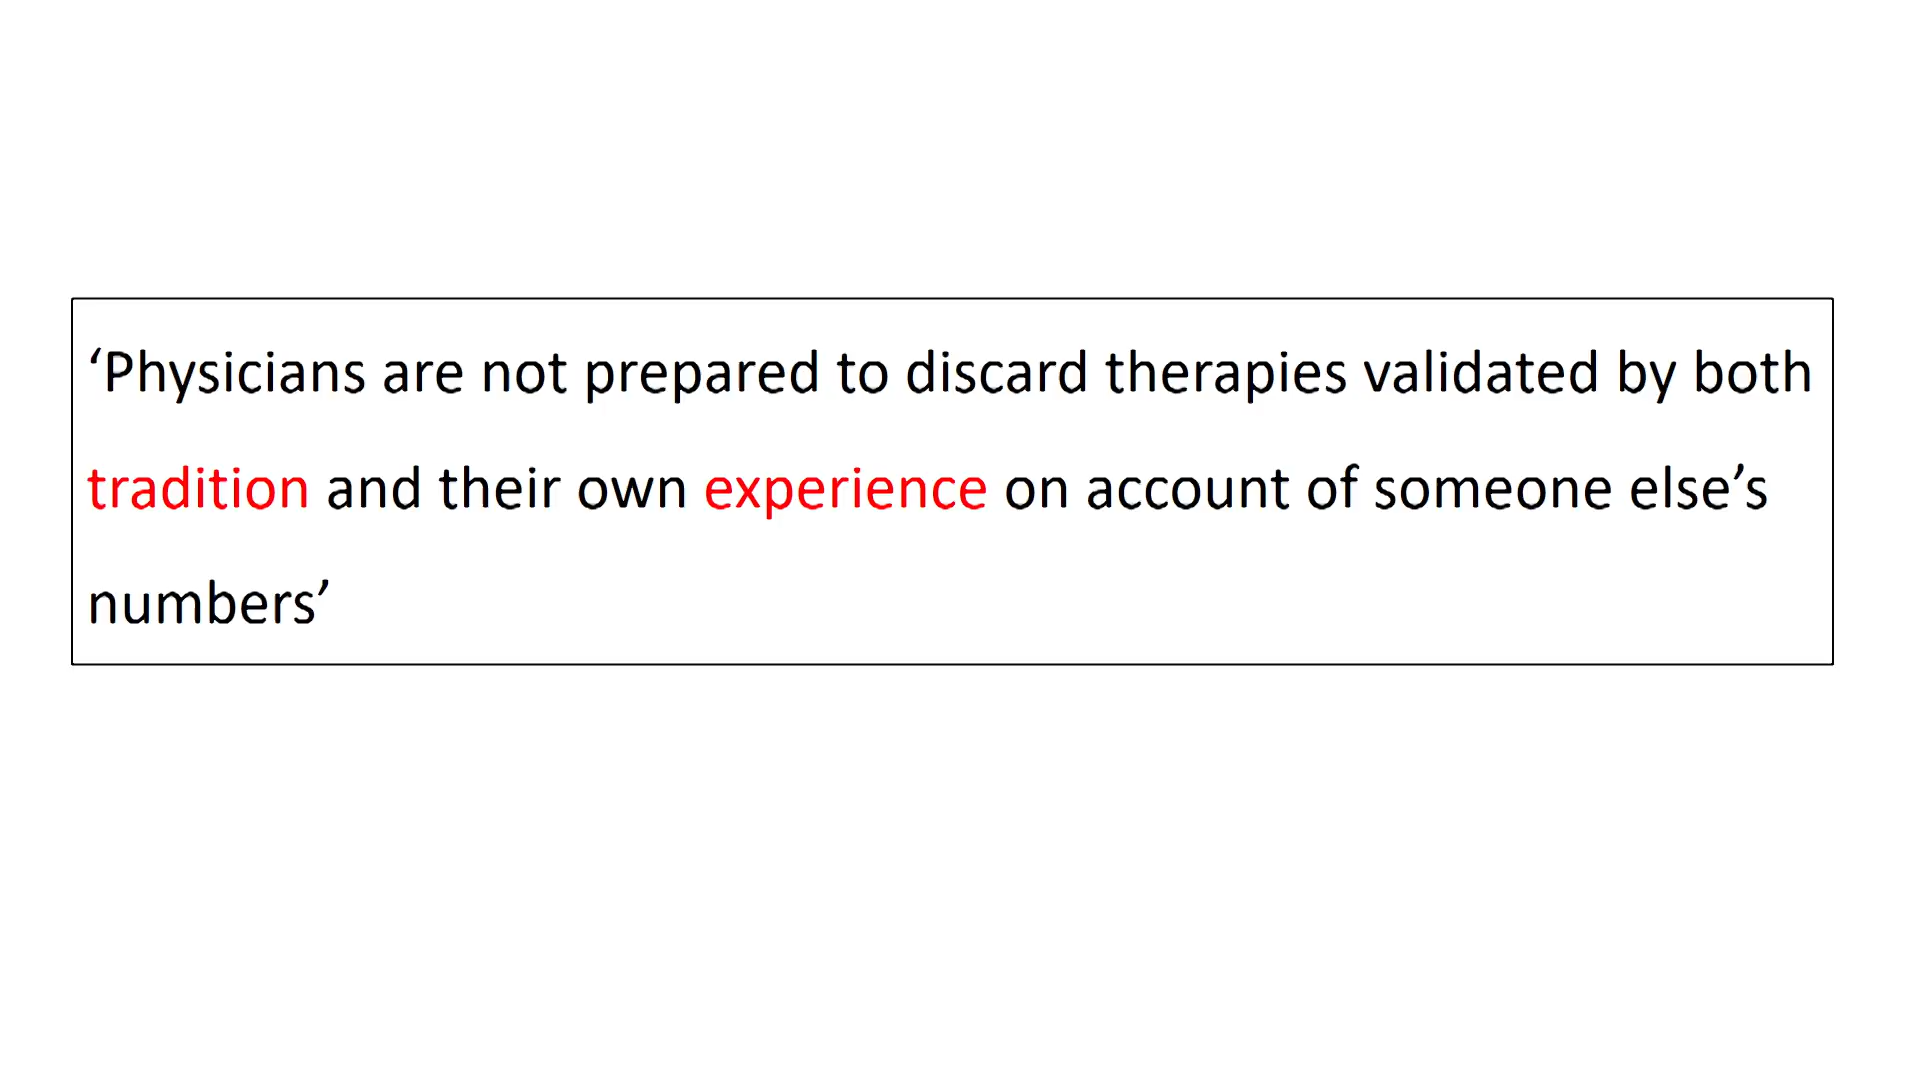 ‘Physicians are not prepared to discard therapies validated by both
tradition and their own experience on account of someone else’s
numbers’